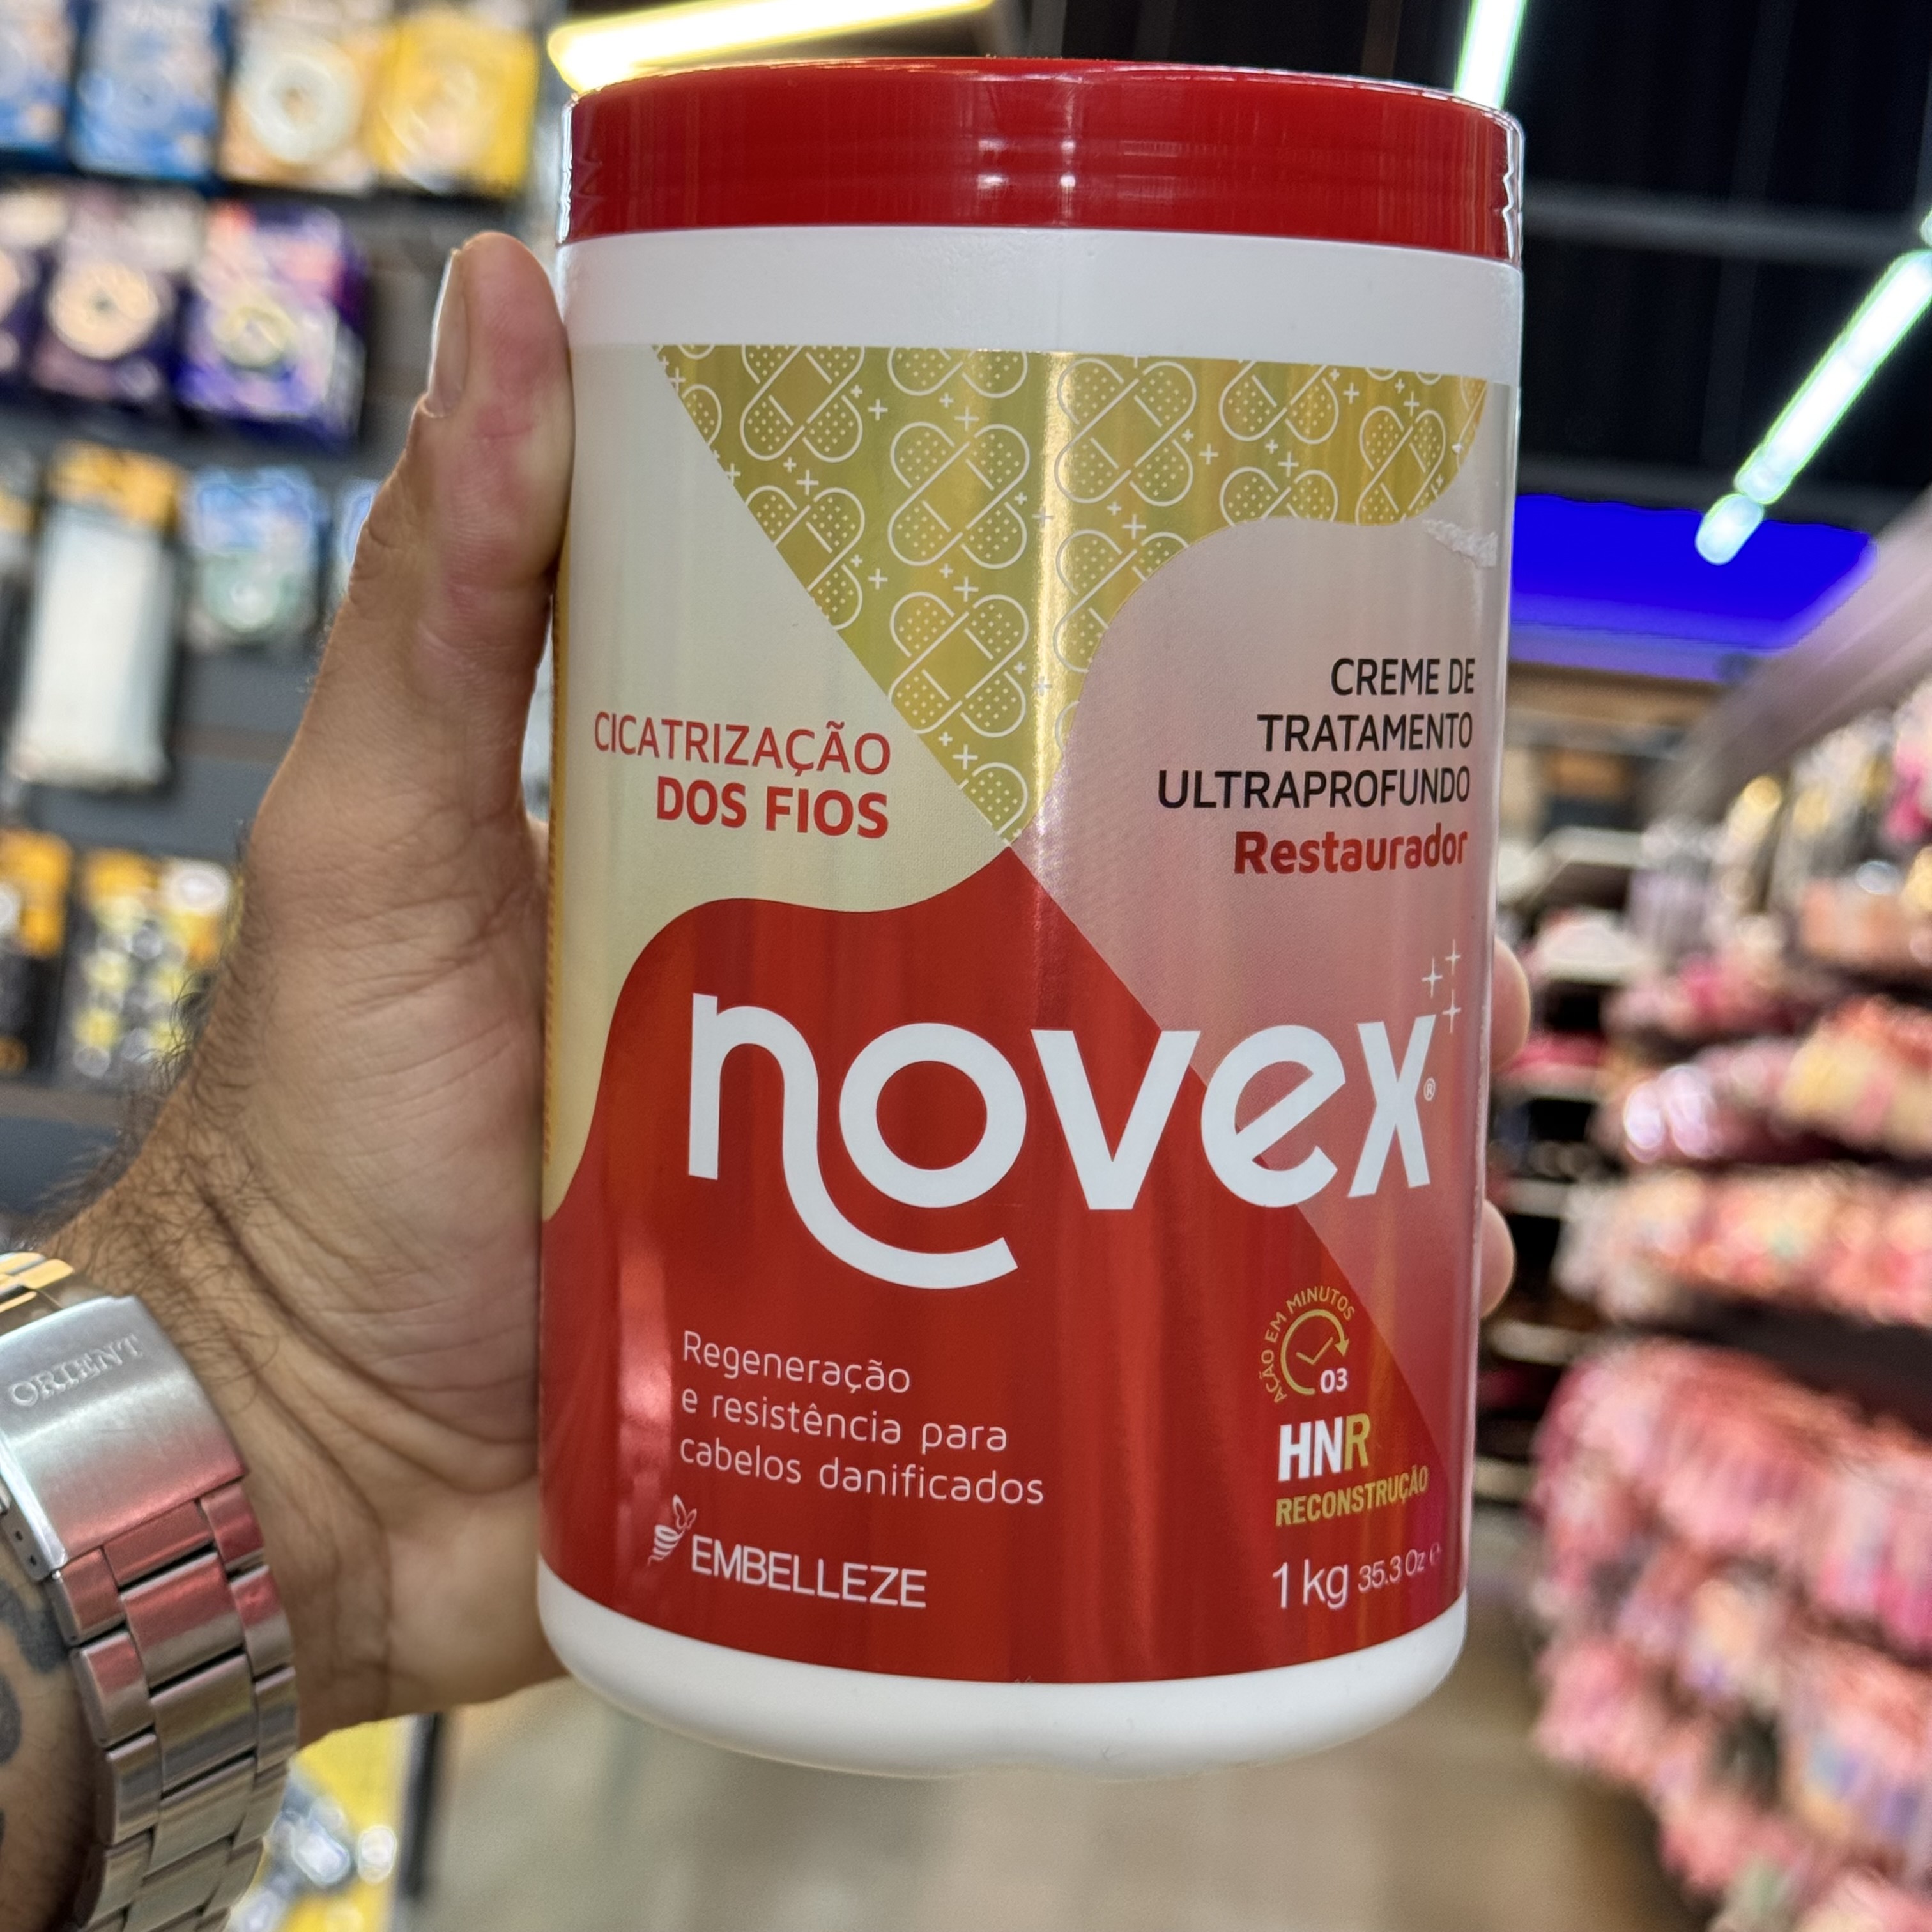 CICATRIZAÇÃO
DOS FIOS
CREME DE
TRATAMENTO
ULTRAPROFUNDO
Restaurador
novex®
Regeneração
e resistência para
cabelos danificados
EMBELLEZE
AÇÃO EM MINUTOS
03
HNR
RECONSTRUÇÃO
1 kg 35.3 Oz ℮
ORIENT